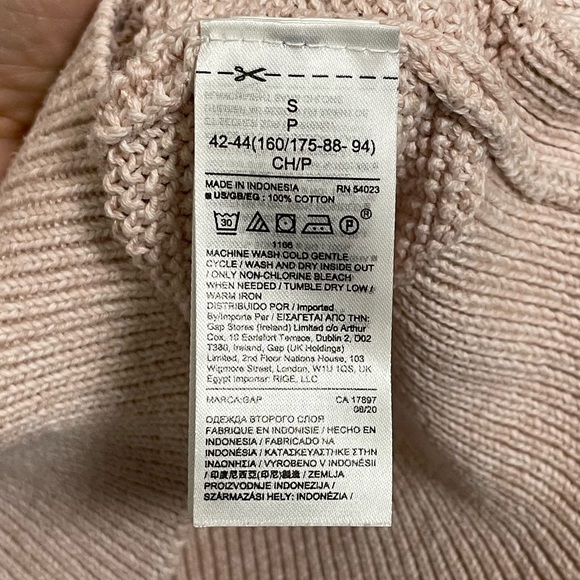 S
P
42-44(160/175-88- 94)
CH/P
MADE IN INDONESIA RN 54023
US/GB/EG : 100% COTTON
30 P ®
1166
MACHINE WASH COLD GENTLE
CYCLE / WASH AND DRY INSIDE OUT
/ ONLY NON-CHLORINE BLEACH
WHEN NEEDED / TUMBLE DRY LOW /
WARM IRON
DISTRIBUIDO POR / Imported
By/Importe Par / ΕΙΣΑΓΕΤΑΙ ΑΠΟ ΤΗΝ:
Gap Stores (Ireland) Limited c/o Arthur
Cox, 10 Earlsfort Terrace, Dublin 2, D02
T380, Ireland, Gap (UK Holdings)
Limited, 2nd Floor Nations House, 103
Wigmore Street, London, W1U 1QS, UK
Egypt Importer: RIGE, LLC
MARCA:GAP CA 17897
08/20
ОДЕЖДА ВТОРОГО СЛОЯ
FABRIQUE EN INDONISIE / HECHO EN
INDONESIA / FABRICADO NA
INDONESIA / ΚΑΤΑΣΚΕΥΑΣΤΗΚΕ ΣΤΗΝ
ΙΝΔΟΝΗΣΙΑ / VYROBENO V INDONÉSII
/ 印度尼西亞(印尼)製造 / ZEMLJA
PROIZVODNJE INDONEZIJA /
SZÁRMAZÁSI HELY: INDONÉZIA /